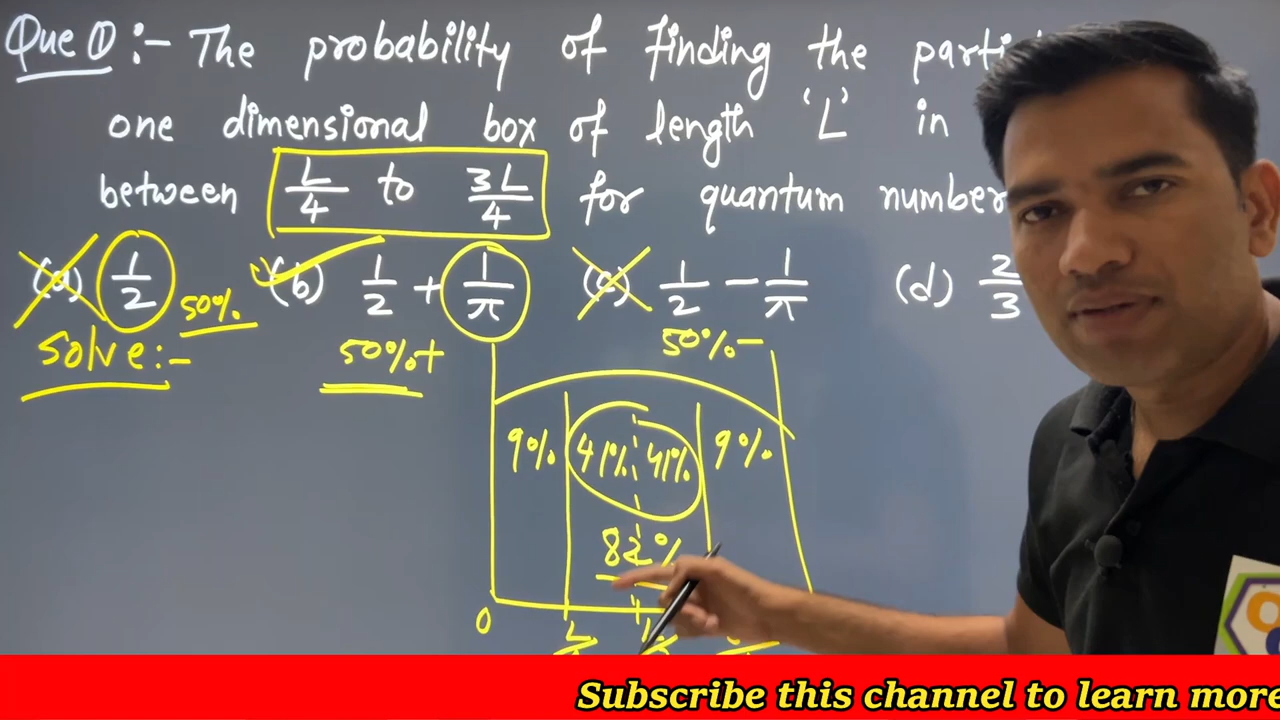 Que ① :- The probability of finding the parti
one dimensional box of length 'L' in
between L/4 to 3L/4 for quantum number
(a) 1/2 (b) 1/2 + 1/π (c) 1/2 - 1/π (d) 2/3
50%
Solve:- 50%+ 50%-
9% 41% 41% 9%
82%
0
Subscribe this channel to learn more